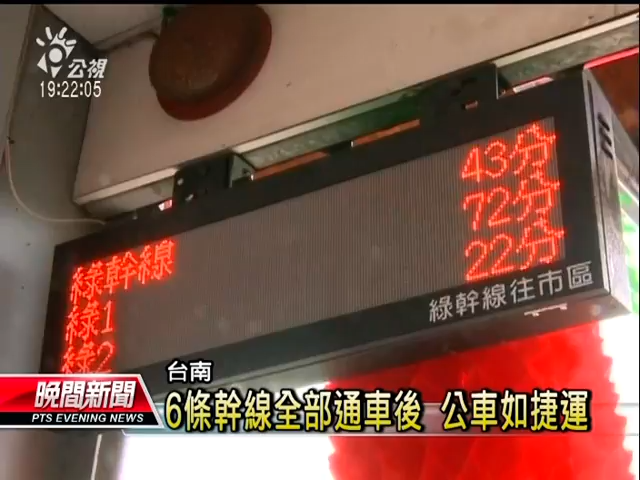 公視
19:22:05
綠幹線 43分
綠1 72分
綠2 22分
綠幹線往市區
台南
晚間新聞
PTS EVENING NEWS
6條幹線全部通車後 公車如捷運